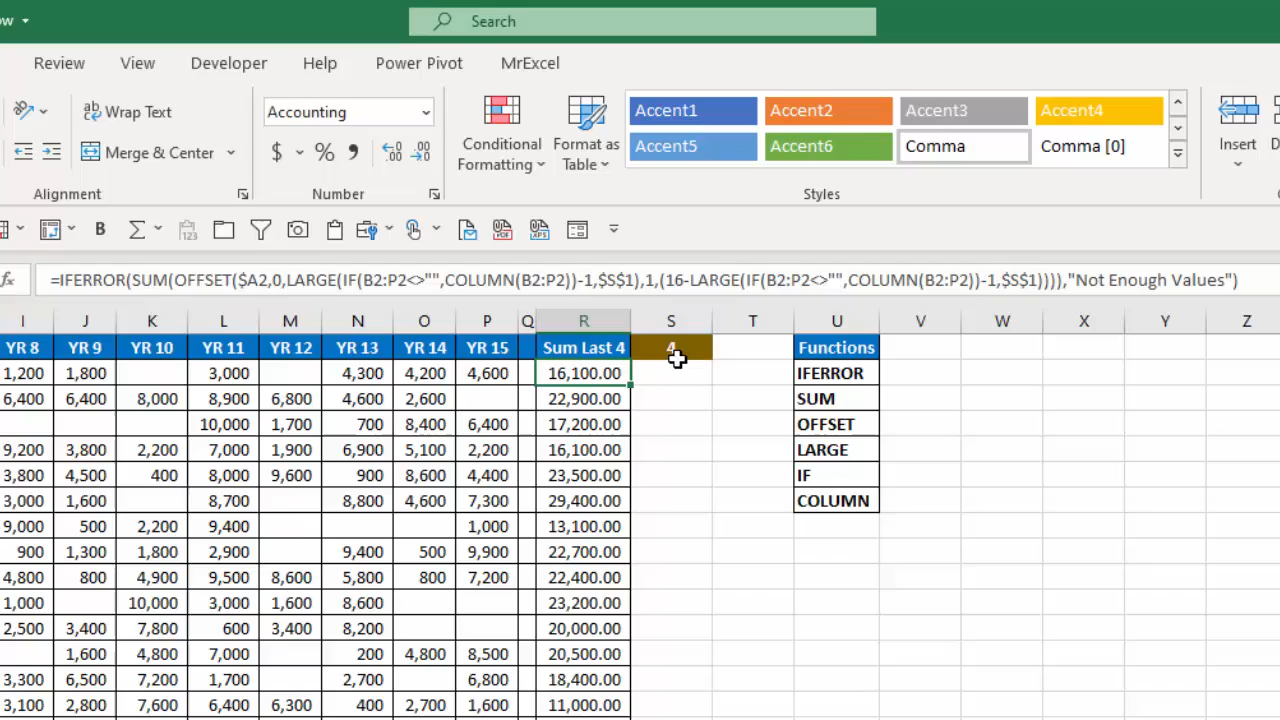 ow
Search
Review View Developer Help Power Pivot MrExcel
Wrap Text Accounting Conditional Formatting Format as Table Accent1 Accent2 Accent3 Accent4 Insert
Merge & Center $ % Accent5 Accent6 Comma Comma [0]
Alignment Number Styles
=IFERROR(SUM(OFFSET($A2,0,LARGE(IF(B2:P2<>"",COLUMN(B2:P2))-1,$S$1),1,(16-LARGE(IF(B2:P2<>"",COLUMN(B2:P2))-1,$S$1)))),"Not Enough Values")
I J K L M N O P Q R S T U V W X Y Z
YR 8 YR 9 YR 10 YR 11 YR 12 YR 13 YR 14 YR 15 Sum Last 4 4 Functions
1,200 1,800 3,000 4,300 4,200 4,600 16,100.00 IFERROR
6,400 6,400 8,000 8,900 6,800 4,600 2,600 22,900.00 SUM
10,000 1,700 700 8,400 6,400 17,200.00 OFFSET
9,200 3,800 2,200 7,000 1,900 6,900 5,100 2,200 16,100.00 LARGE
3,800 4,500 400 8,000 9,600 900 8,600 4,400 23,500.00 IF
3,000 1,600 8,700 8,800 4,600 7,300 29,400.00 COLUMN
9,000 500 2,200 9,400 1,000 13,100.00
900 1,300 1,800 2,900 9,400 500 9,900 22,700.00
4,800 800 4,900 9,500 8,600 5,800 800 7,200 22,400.00
1,000 10,000 3,000 1,600 8,600 23,200.00
2,500 3,400 7,800 600 3,400 8,200 20,000.00
1,600 4,800 7,000 200 4,800 8,500 20,500.00
3,300 6,500 7,200 1,700 2,700 6,800 18,400.00
3,100 2,800 7,600 6,400 6,300 400 2,700 1,600 11,000.00